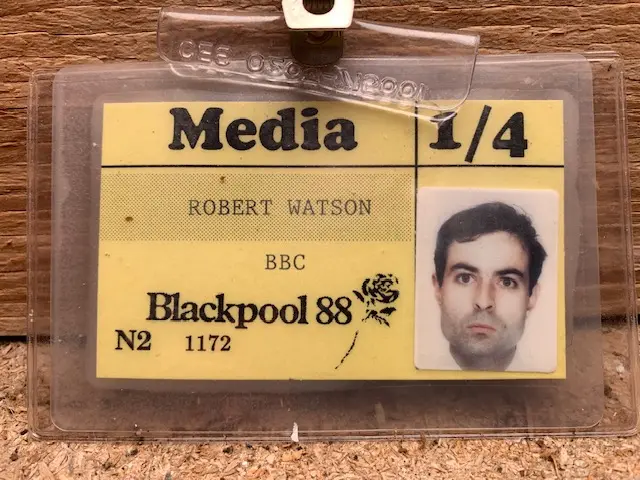 Media 1/4
ROBERT WATSON
BBC
Blackpool 88
N2 1172